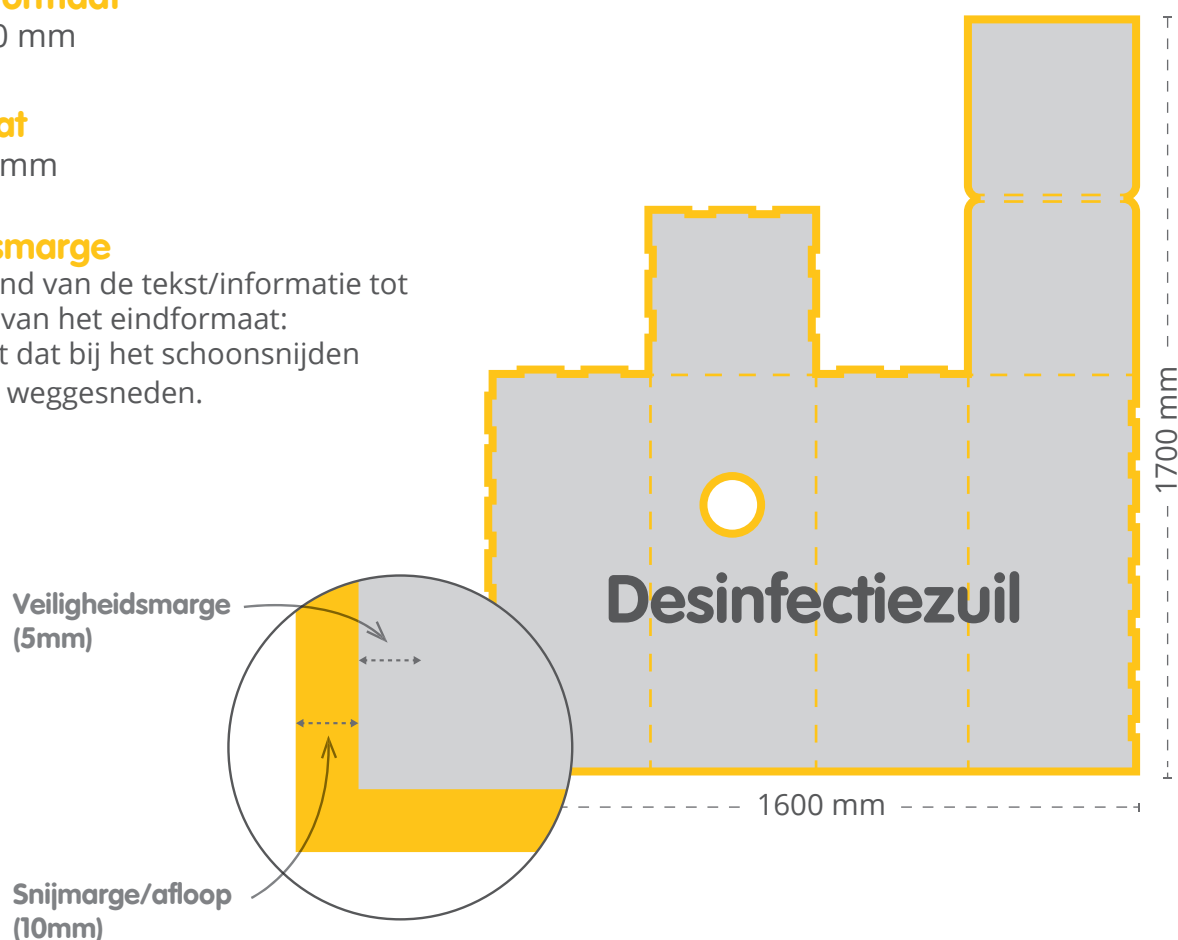 0 mm
mm
smarge
van de tekst/informatie tot
van het eindformaat:
dat bij het schoonsnijden
weggesneden.
1700 mm
Desinfectiezuil
Veiligheidsmarge
(5mm)
1600 mm
Snijmarge/afloop
(10mm)